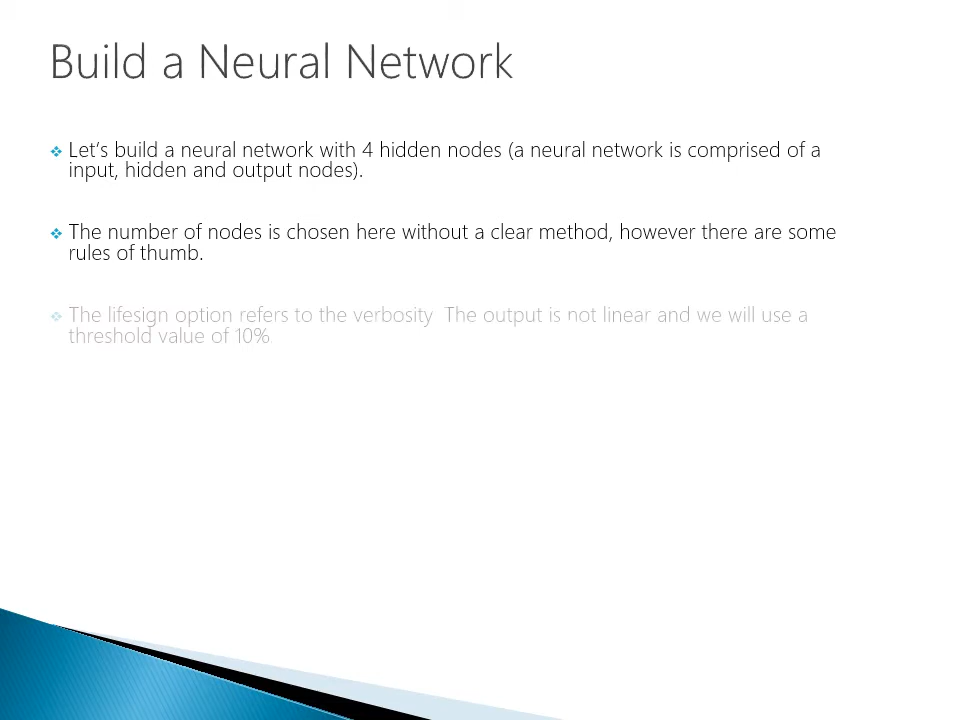 Build a Neural Network
Let's build a neural network with 4 hidden nodes (a neural network is comprised of a
input, hidden and output nodes).
The number of nodes is chosen here without a clear method, however there are some
rules of thumb.
The lifesign option refers to the verbosity The output is not linear and we will use a
threshold value of 10%